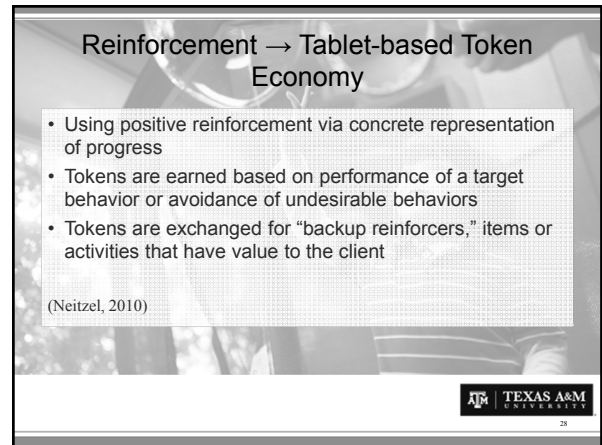 Reinforcement → Tablet-based Token
Economy
• Using positive reinforcement via concrete representation
of progress
• Tokens are earned based on performance of a target
behavior or avoidance of undesirable behaviors
• Tokens are exchanged for “backup reinforcers,” items or
activities that have value to the client
(Neitzel, 2010)
ATM | TEXAS A&M
UNIVERSITY
28